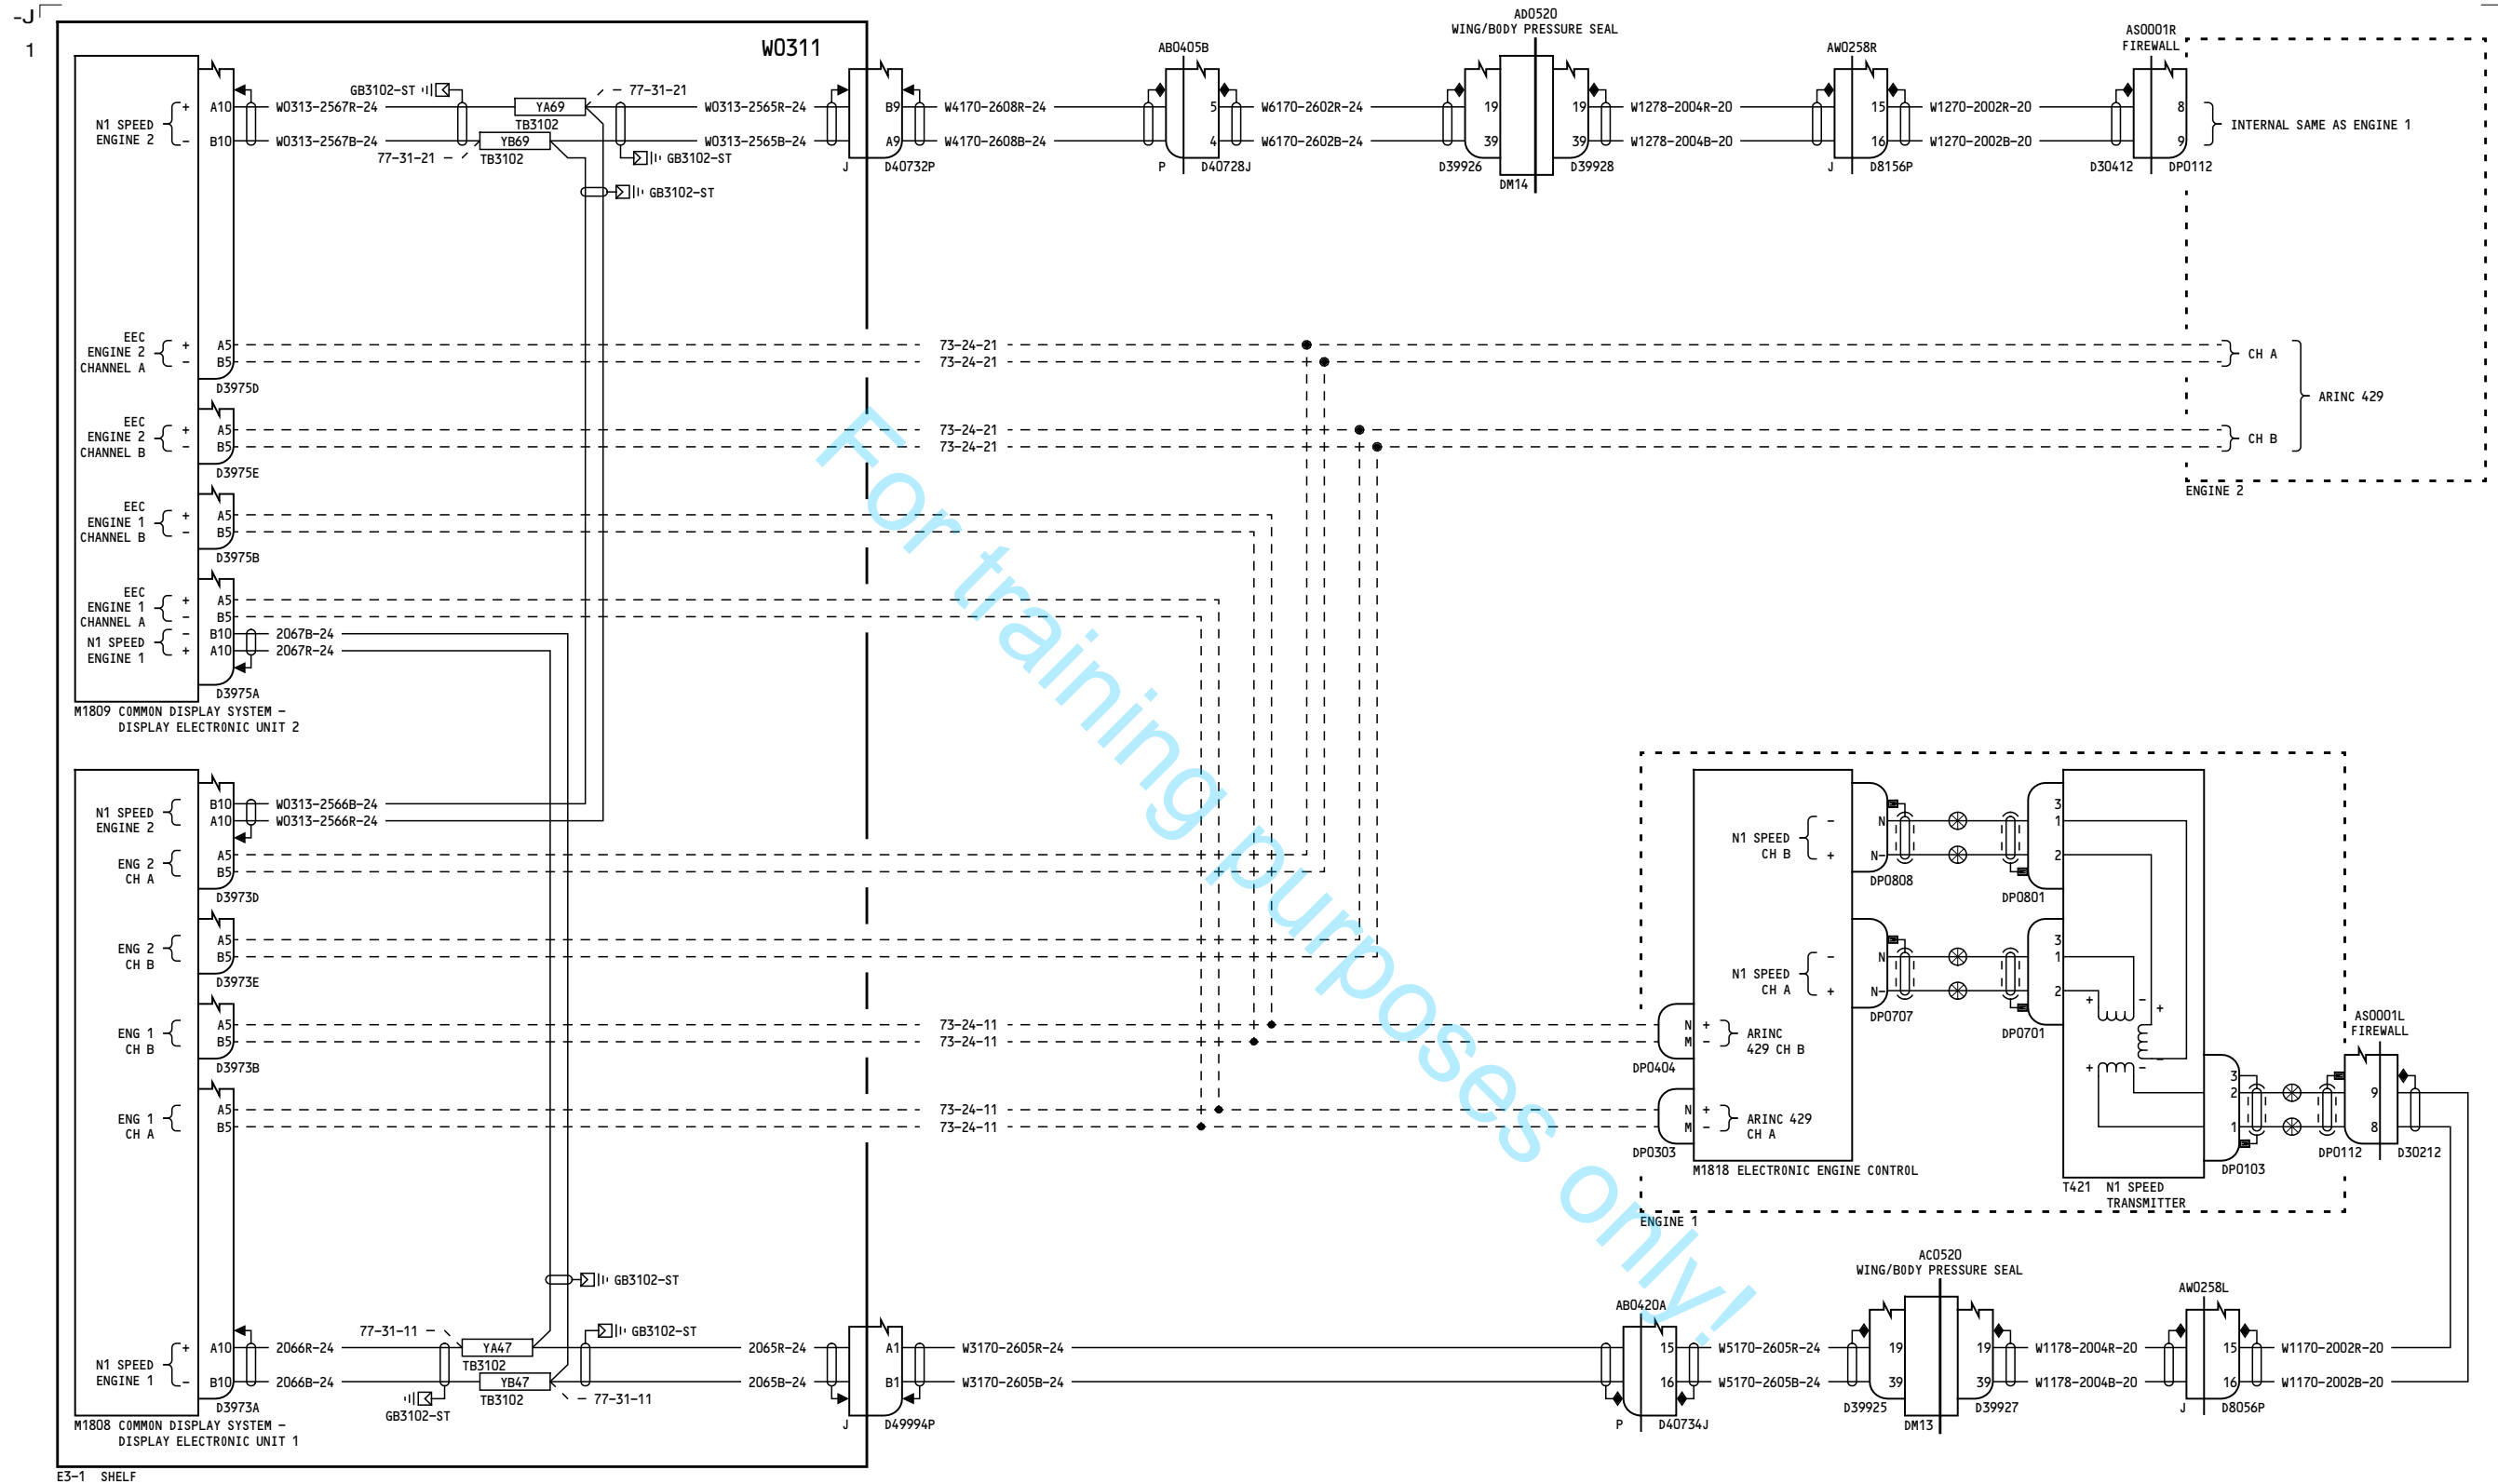 -J
1
W0311
N1 SPEED
ENGINE 2
+
-
A10
B10
W0313-2567R-24
W0313-2567B-24
GB3102-ST
YA69
TB3102
YB69
TB3102
77-31-21
77-31-21
W0313-2565R-24
W0313-2565B-24
GB3102-ST
GB3102-ST
B9
A9
J
D40732P
W4170-2608R-24
W4170-2608B-24
AB0405B
5
4
P
D40728J
W6170-2602R-24
W6170-2602B-24
AD0520
WING/BODY PRESSURE SEAL
19
39
19
39
D39926
DM14
D39928
W1278-2004R-20
W1278-2004B-20
AW0258R
15
16
J
D8156P
W1270-2002R-20
W1270-2002B-20
AS0001R
FIREWALL
8
9
D30412
DP0112
INTERNAL SAME AS ENGINE 1
EEC
ENGINE 2
CHANNEL A
+
-
A5
B5
D3975D
73-24-21
73-24-21
CH A
ARINC 429
EEC
ENGINE 2
CHANNEL B
+
-
A5
B5
D3975E
73-24-21
73-24-21
CH B
ENGINE 2
EEC
ENGINE 1
CHANNEL B
+
-
A5
B5
D3975B
EEC
ENGINE 1
CHANNEL A
+
-
A5
B5
N1 SPEED
ENGINE 1
-
+
B10
A10
2067B-24
2067R-24
D3975A
M1809 COMMON DISPLAY SYSTEM -
DISPLAY ELECTRONIC UNIT 2
N1 SPEED
ENGINE 2
B10
A10
W0313-2566B-24
W0313-2566R-24
ENG 2
CH A
A5
B5
D3973D
ENG 2
CH B
A5
B5
D3973E
ENG 1
CH B
A5
B5
D3973B
73-24-11
73-24-11
ENG 1
CH A
A5
B5
73-24-11
73-24-11
N1 SPEED
CH B
-
+
N
N-
DP0808
3
1
2
DP0801
N1 SPEED
CH A
-
+
N
N-
DP0707
3
1
2
DP0701
+
-
+
-
+
-
N
M
+
-
ARINC
429 CH B
DP0404
N
M
+
-
ARINC 429
CH A
DP0303
M1818 ELECTRONIC ENGINE CONTROL
3
2
1
DP0103
T421 N1 SPEED
TRANSMITTER
AS0001L
FIREWALL
9
8
DP0112
D30212
ENGINE 1
GB3102-ST
N1 SPEED
ENGINE 1
+
-
A10
B10
D3973A
2066R-24
2066B-24
77-31-11
YA47
TB3102
YB47
TB3102
77-31-11
GB3102-ST
GB3102-ST
2065R-24
2065B-24
A1
B1
J
D49994P
W3170-2605R-24
W3170-2605B-24
AB0420A
15
16
P
D40734J
W5170-2605R-24
W5170-2605B-24
AC0520
WING/BODY PRESSURE SEAL
19
39
19
39
D39925
DM13
D39927
W1178-2004R-20
W1178-2004B-20
AW0258L
15
16
J
D8056P
W1170-2002R-20
W1170-2002B-20
M1808 COMMON DISPLAY SYSTEM -
DISPLAY ELECTRONIC UNIT 1
E3-1 SHELF
For training purposes only!